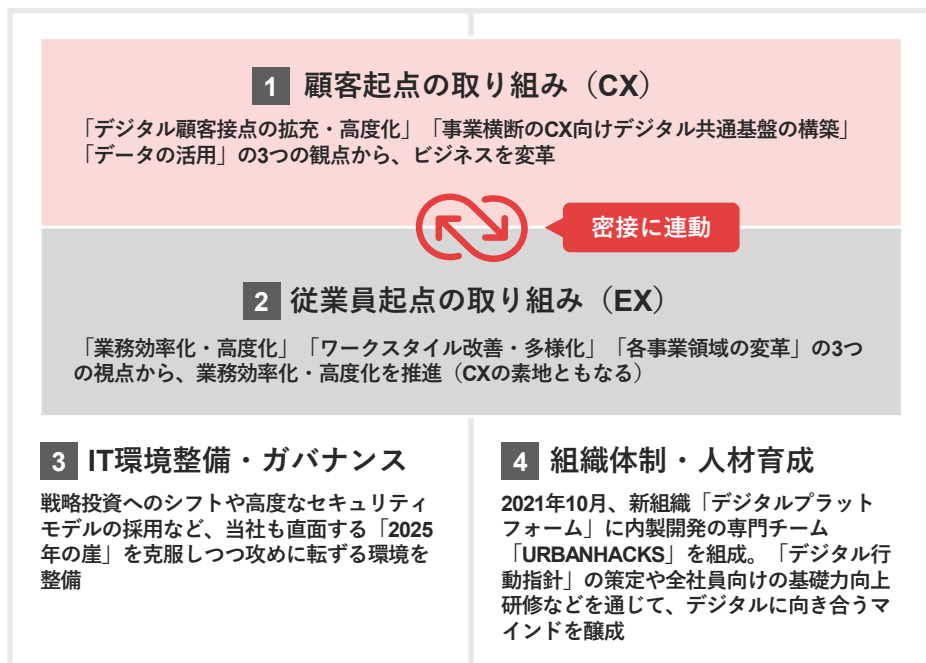 1 顧客起点の取り組み（CX）
「デジタル顧客接点の拡充・高度化」「事業横断のCX向けデジタル共通基盤の構築」
「データの活用」の3つの観点から、ビジネスを変革
密接に連動
2 従業員起点の取り組み（EX）
「業務効率化・高度化」「ワークスタイル改善・多様化」「各事業領域の変革」の3つ
の視点から、業務効率化・高度化を推進（CXの素地ともなる）
3 IT環境整備・ガバナンス
戦略投資へのシフトや高度なセキュリティ
モデルの採用など、当社も直面する「2025
年の崖」を克服しつつ攻めに転ずる環境を
整備
4 組織体制・人材育成
2021年10月、新組織「デジタルプラット
フォーム」に内製開発の専門チーム
「URBANHACKS」を組成。「デジタル行
動指針」の策定や全社員向けの基礎力向上
研修などを通じて、デジタルに向き合うマ
インドを醸成